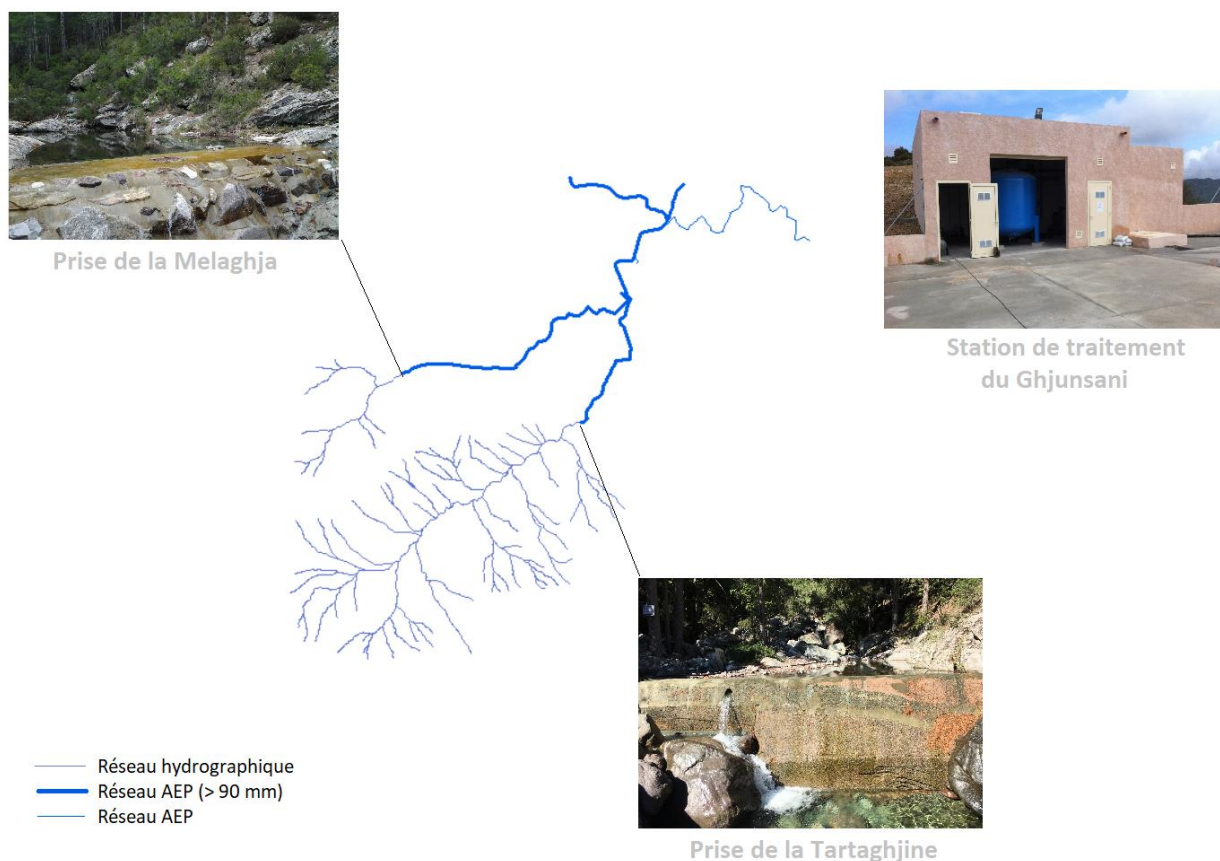 Prise de la Melaghja
Station de traitement
du Ghjunsani
Réseau hydrographique
Réseau AEP (> 90 mm)
Réseau AEP
Prise de la Tartaghjine